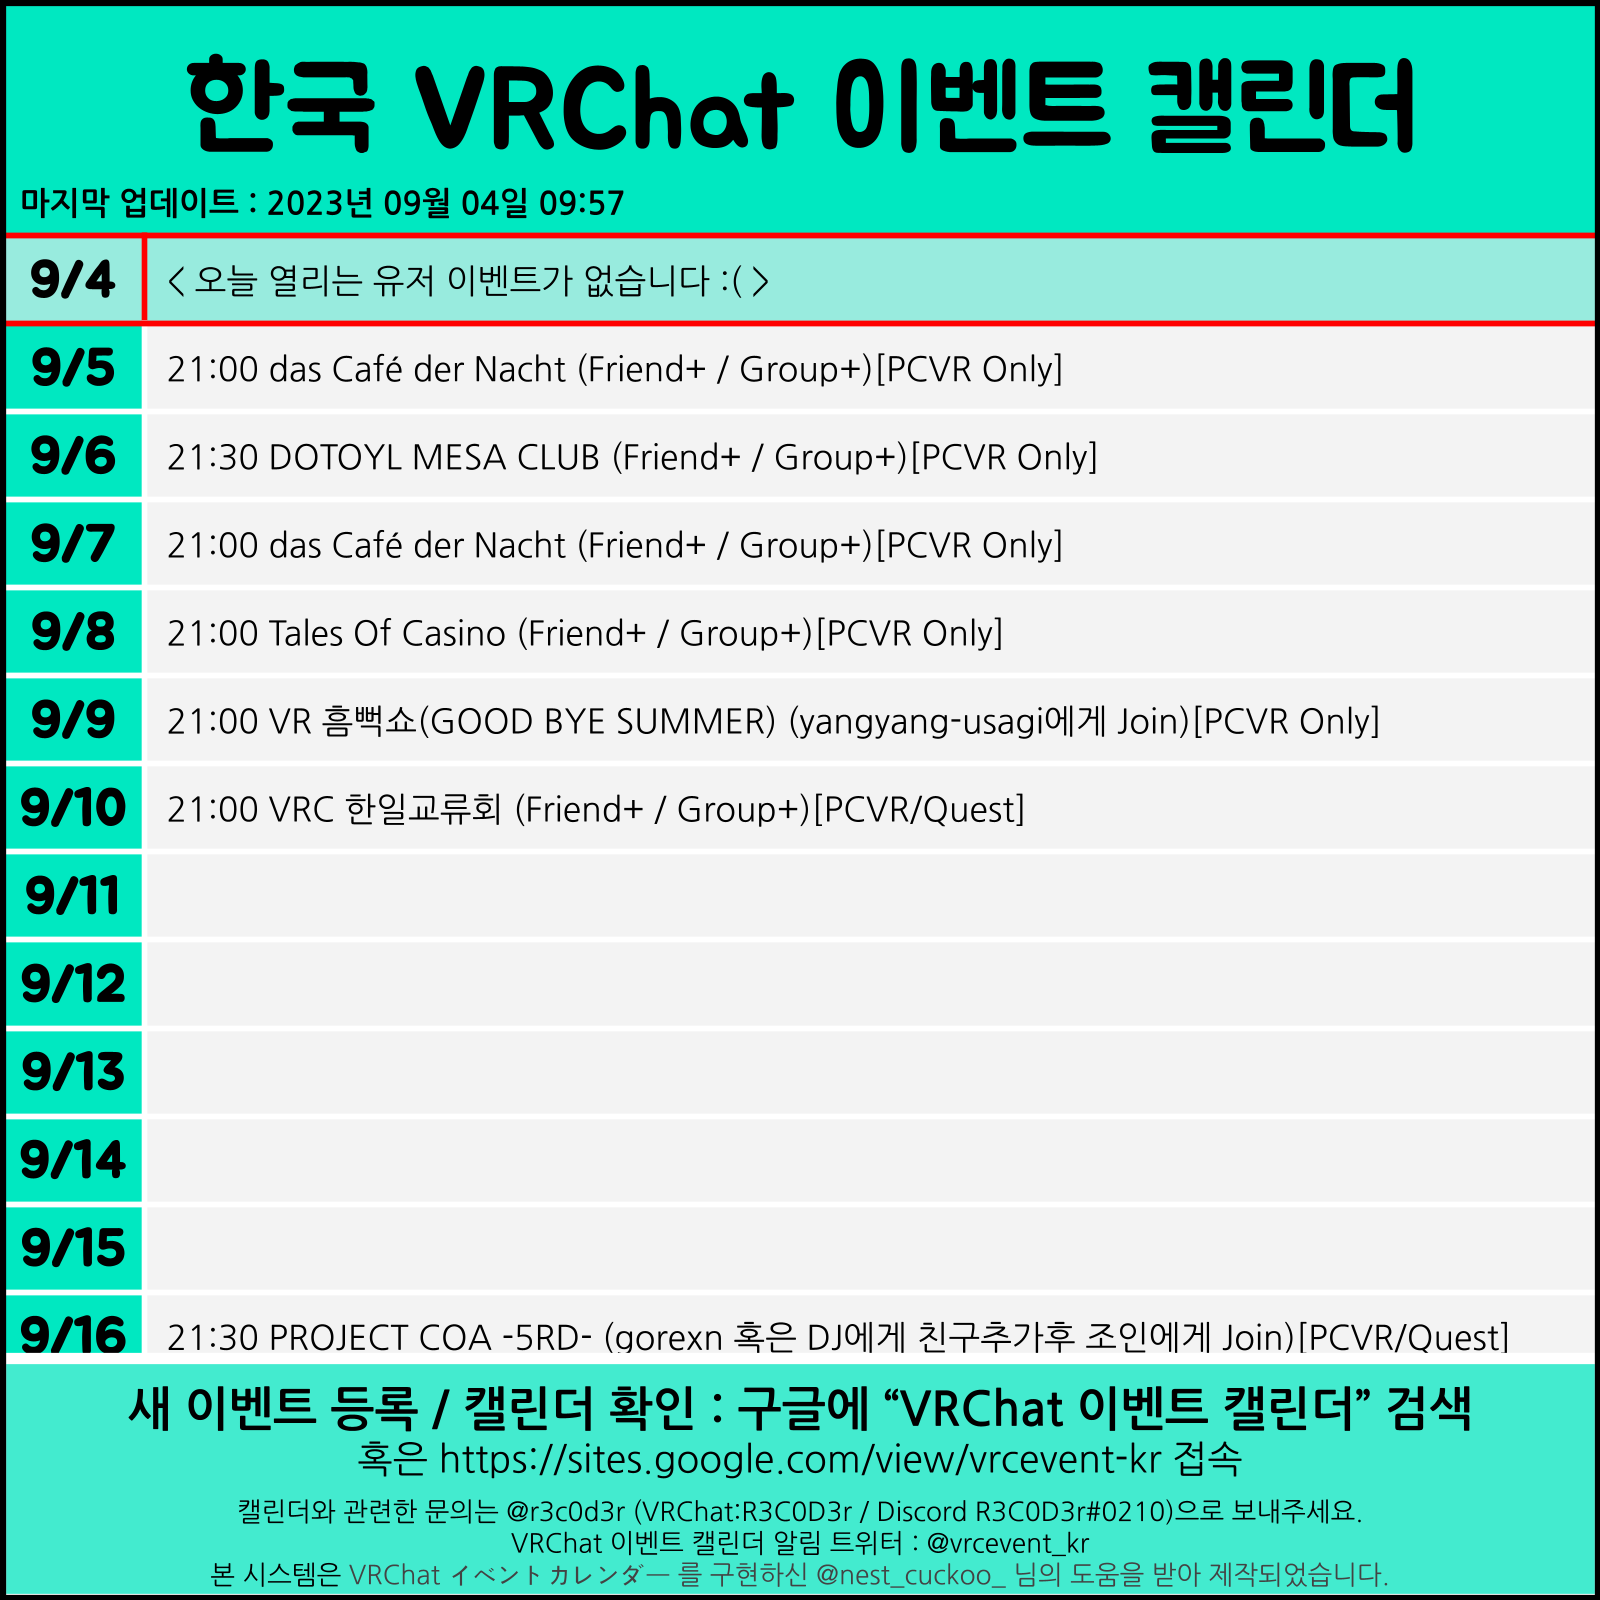 한국 VRChat 이벤트 캘린더
마지막 업데이트 : 2023년 09월 04일 09:57
9/4 < 오늘 열리는 유저 이벤트가 없습니다 :( >
9/5 21:00 das Café der Nacht (Friend+ / Group+)[PCVR Only]
9/6 21:30 DOTOYL MESA CLUB (Friend+ / Group+)[PCVR Only]
9/7 21:00 das Café der Nacht (Friend+ / Group+)[PCVR Only]
9/8 21:00 Tales Of Casino (Friend+ / Group+)[PCVR Only]
9/9 21:00 VR 흠뻑쇼(GOOD BYE SUMMER) (yangyang-usagi에게 Join)[PCVR Only]
9/10 21:00 VRC 한일교류회 (Friend+ / Group+)[PCVR/Quest]
9/11
9/12
9/13
9/14
9/15
9/16 21:30 PROJECT COA -5RD- (gorexn 혹은 DJ에게 친구추가후 조인에게 Join)[PCVR/Quest]
새 이벤트 등록 / 캘린더 확인 : 구글에 “VRChat 이벤트 캘린더” 검색
혹은 https://sites.google.com/view/vrcevent-kr 접속
캘린더와 관련한 문의는 @r3c0d3r (VRChat:R3C0D3r / Discord R3C0D3r#0210)으로 보내주세요.
VRChat 이벤트 캘린더 알림 트위터 : @vrcevent_kr
본 시스템은 VRChat イベントカレンダー 를 구현하신 @nest_cuckoo_ 님의 도움을 받아 제작되었습니다.